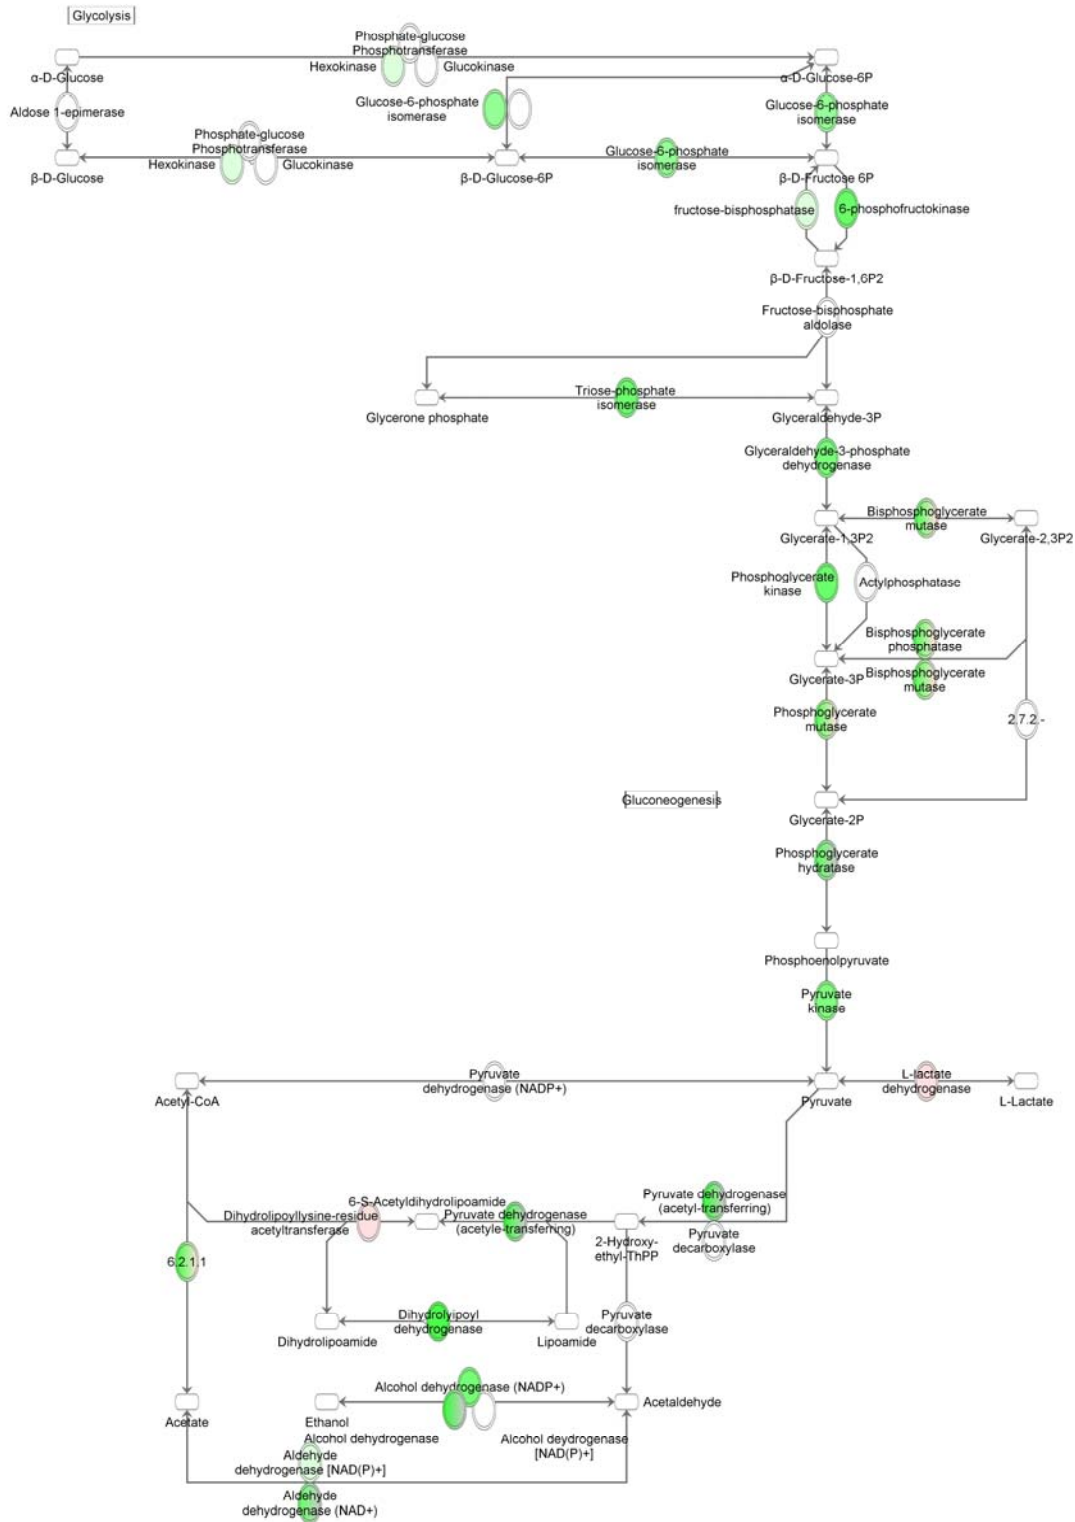 Glycolysis
Phosphate-glucose
Phosphotransferase
Hexokinase
Glucokinase
α-D-Glucose
α-D-Glucose-6P
Aldose 1-epimerase
Glucose-6-phosphate
isomerase
Glucose-6-phosphate
isomerase
Phosphate-glucose
Phosphotransferase
Hexokinase
Glucokinase
Glucose-6-phosphate
isomerase
β-D-Glucose
β-D-Glucose-6P
β-D-Fructose 6P
fructose-bisphosphatase
6-phosphofructokinase
β-D-Fructose-1,6P2
Fructose-bisphosphate
aldolase
Triose-phosphate
isomerase
Glycerone phosphate
Glyceraldehyde-3P
Glyceraldehyde-3-phosphate
dehydrogenase
Bisphosphoglycerate
mutase
Glycerate-1,3P2
Glycerate-2,3P2
Phosphoglycerate
kinase
Actylphosphatase
Bisphosphoglycerate
phosphatase
Glycerate-3P
Bisphosphoglycerate
mutase
Phosphoglycerate
mutase
2.7.2.-
Gluconeogenesis
Glycerate-2P
Phosphoglycerate
hydratase
Phosphoenolpyruvate
Pyruvate
kinase
Pyruvate
dehydrogenase (NADP+)
L-lactate
dehydrogenase
Acetyl-CoA
Pyruvate
L-Lactate
6-S-Acetyldihydrolipoamide
Dihydrolipoyllysine-residue
acetyltransferase
Pyruvate dehydrogenase
(acetyle-transferring)
Pyruvate dehydrogenase
(acetyl-transferring)
2-Hydroxy-
ethyl-ThPP
Pyruvate
decarboxylase
6.2.1.1
Dihydrolyipoyl
dehydrogenase
Pyruvate
decarboxylase
Dihydrolipoamide
Lipoamide
Alcohol dehydrogenase (NADP+)
Acetate
Ethanol
Acetaldehyde
Alcohol dehydrogenase
Alcohol deydrogenase
[NAD(P)+]
Aldehyde
dehydrogenase [NAD(P)+]
Aldehyde
dehydrogenase (NAD+)